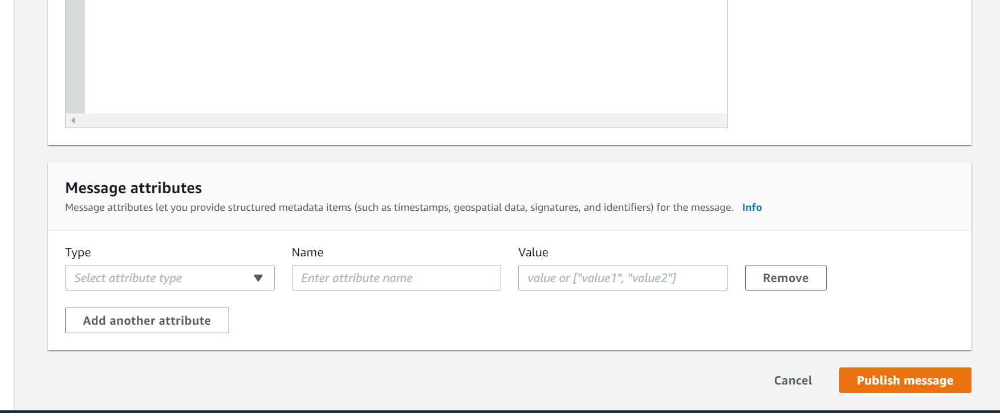 Message attributes
Message attributes let you provide structured metadata items (such as timestamps, geospatial data, signatures, and identifiers) for the message. Info
Type Name Value
Select attribute type Enter attribute name value or ["value1", "value2"] Remove
Add another attribute
Cancel Publish message